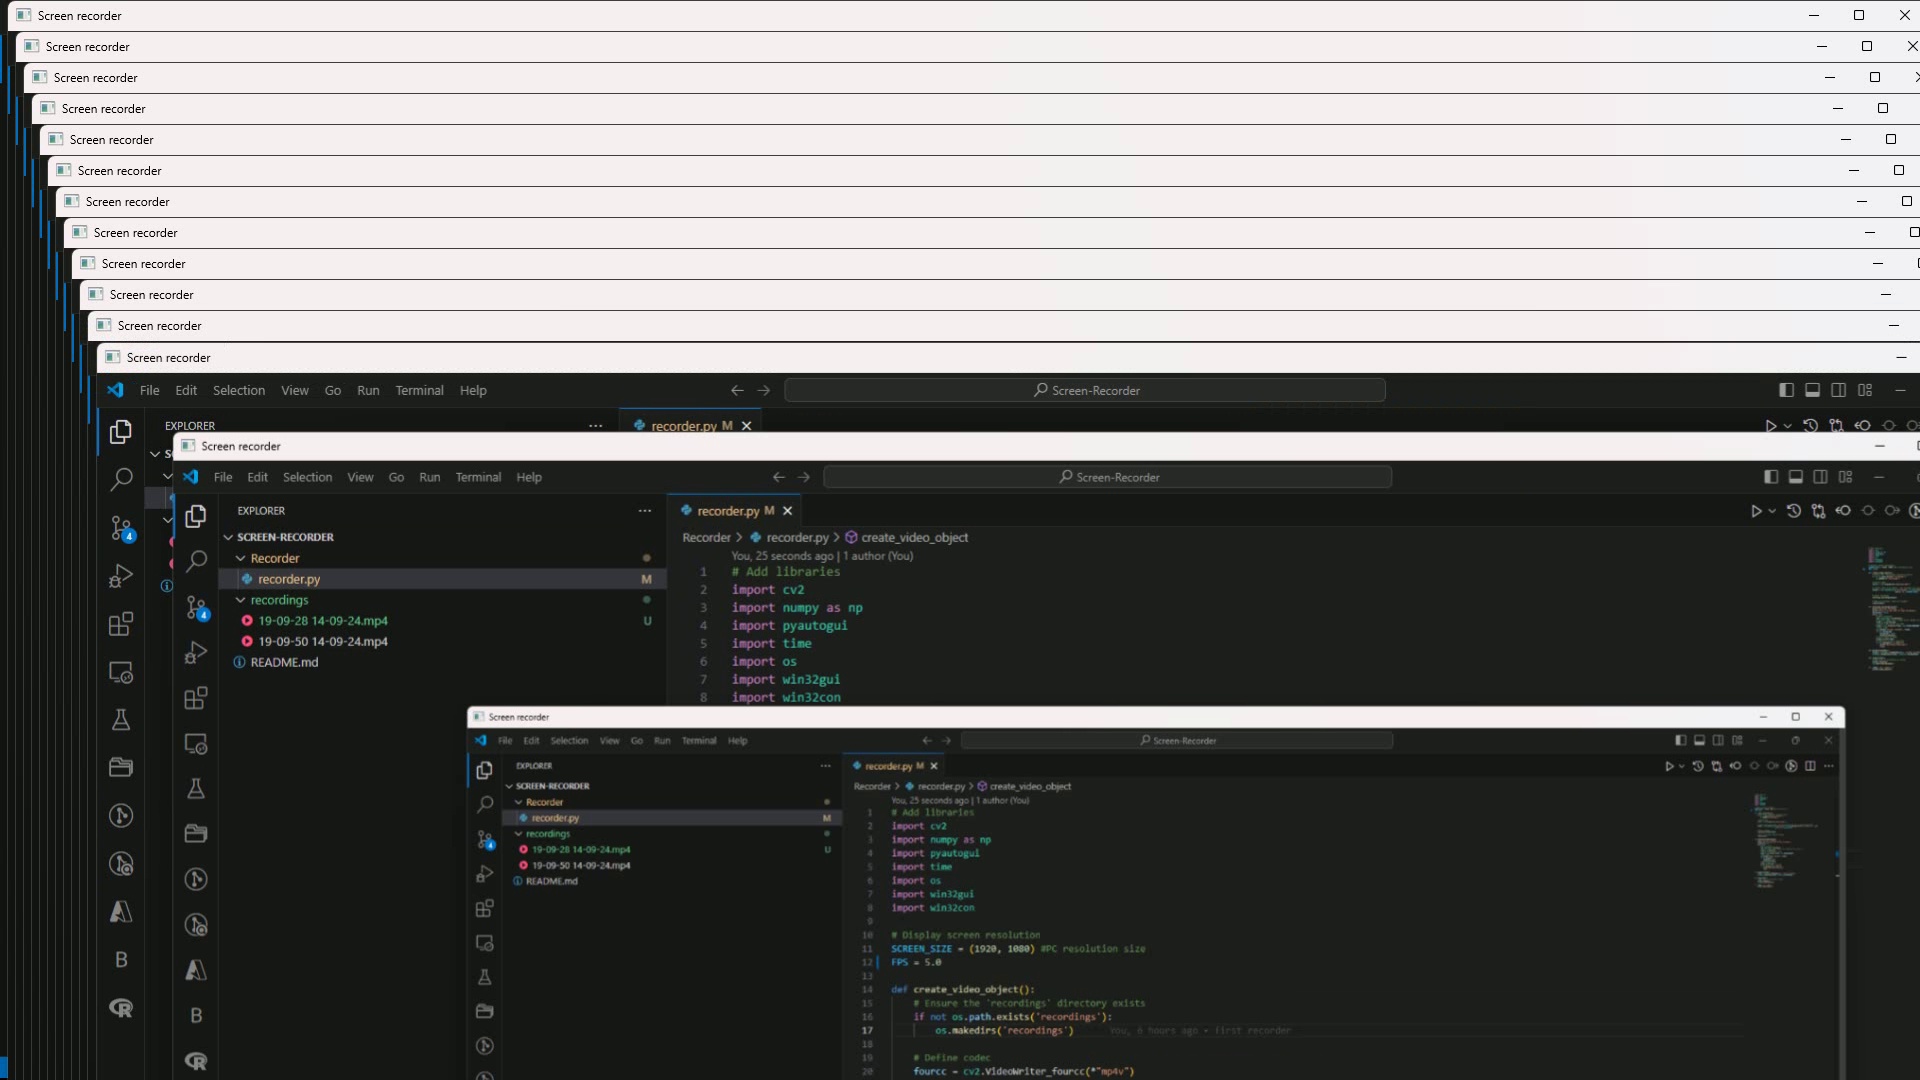 Screen recorder
Screen recorder
Screen recorder
Screen recorder
Screen recorder
Screen recorder
Screen recorder
Screen recorder
Screen recorder
Screen recorder
Screen recorder
Screen recorder
File Edit Selection View Go Run Terminal Help Screen-Recorder
EXPLORER ... recorder.py M
Screen recorder
File Edit Selection View Go Run Terminal Help Screen-Recorder
EXPLORER ... recorder.py M
SCREEN-RECORDER Recorder > recorder.py > create_video_object
Recorder You, 25 seconds ago | 1 author (You)
recorder.py M
recordings
19-09-28 14-09-24.mp4 U
19-09-50 14-09-24.mp4
README.md
1 # Add libraries
2 import cv2
3 import numpy as np
4 import pyautogui
5 import time
6 import os
7 import win32gui
8 import win32con
4
4
B
B
Screen recorder
File Edit Selection View Go Run Terminal Help Screen-Recorder
EXPLORER ... recorder.py M
SCREEN-RECORDER Recorder > recorder.py > create_video_object
Recorder You, 25 seconds ago | 1 author (You)
recorder.py M
recordings
19-09-28 14-09-24.mp4 U
19-09-50 14-09-24.mp4
README.md
1 # Add libraries
2 import cv2
3 import numpy as np
4 import pyautogui
5 import time
6 import os
7 import win32gui
8 import win32con
9
10 # Display screen resolution
11 SCREEN_SIZE = (1920, 1080) #PC resolution size
12 FPS = 5.0
13
14 def create_video_object():
15 # Ensure the 'recordings' directory exists
16 if not os.path.exists('recordings'):
17 os.makedirs('recordings') You, 6 hours ago • first recorder
18
19 # Define codec
20 fourcc = cv2.VideoWriter_fourcc(*"mp4v")